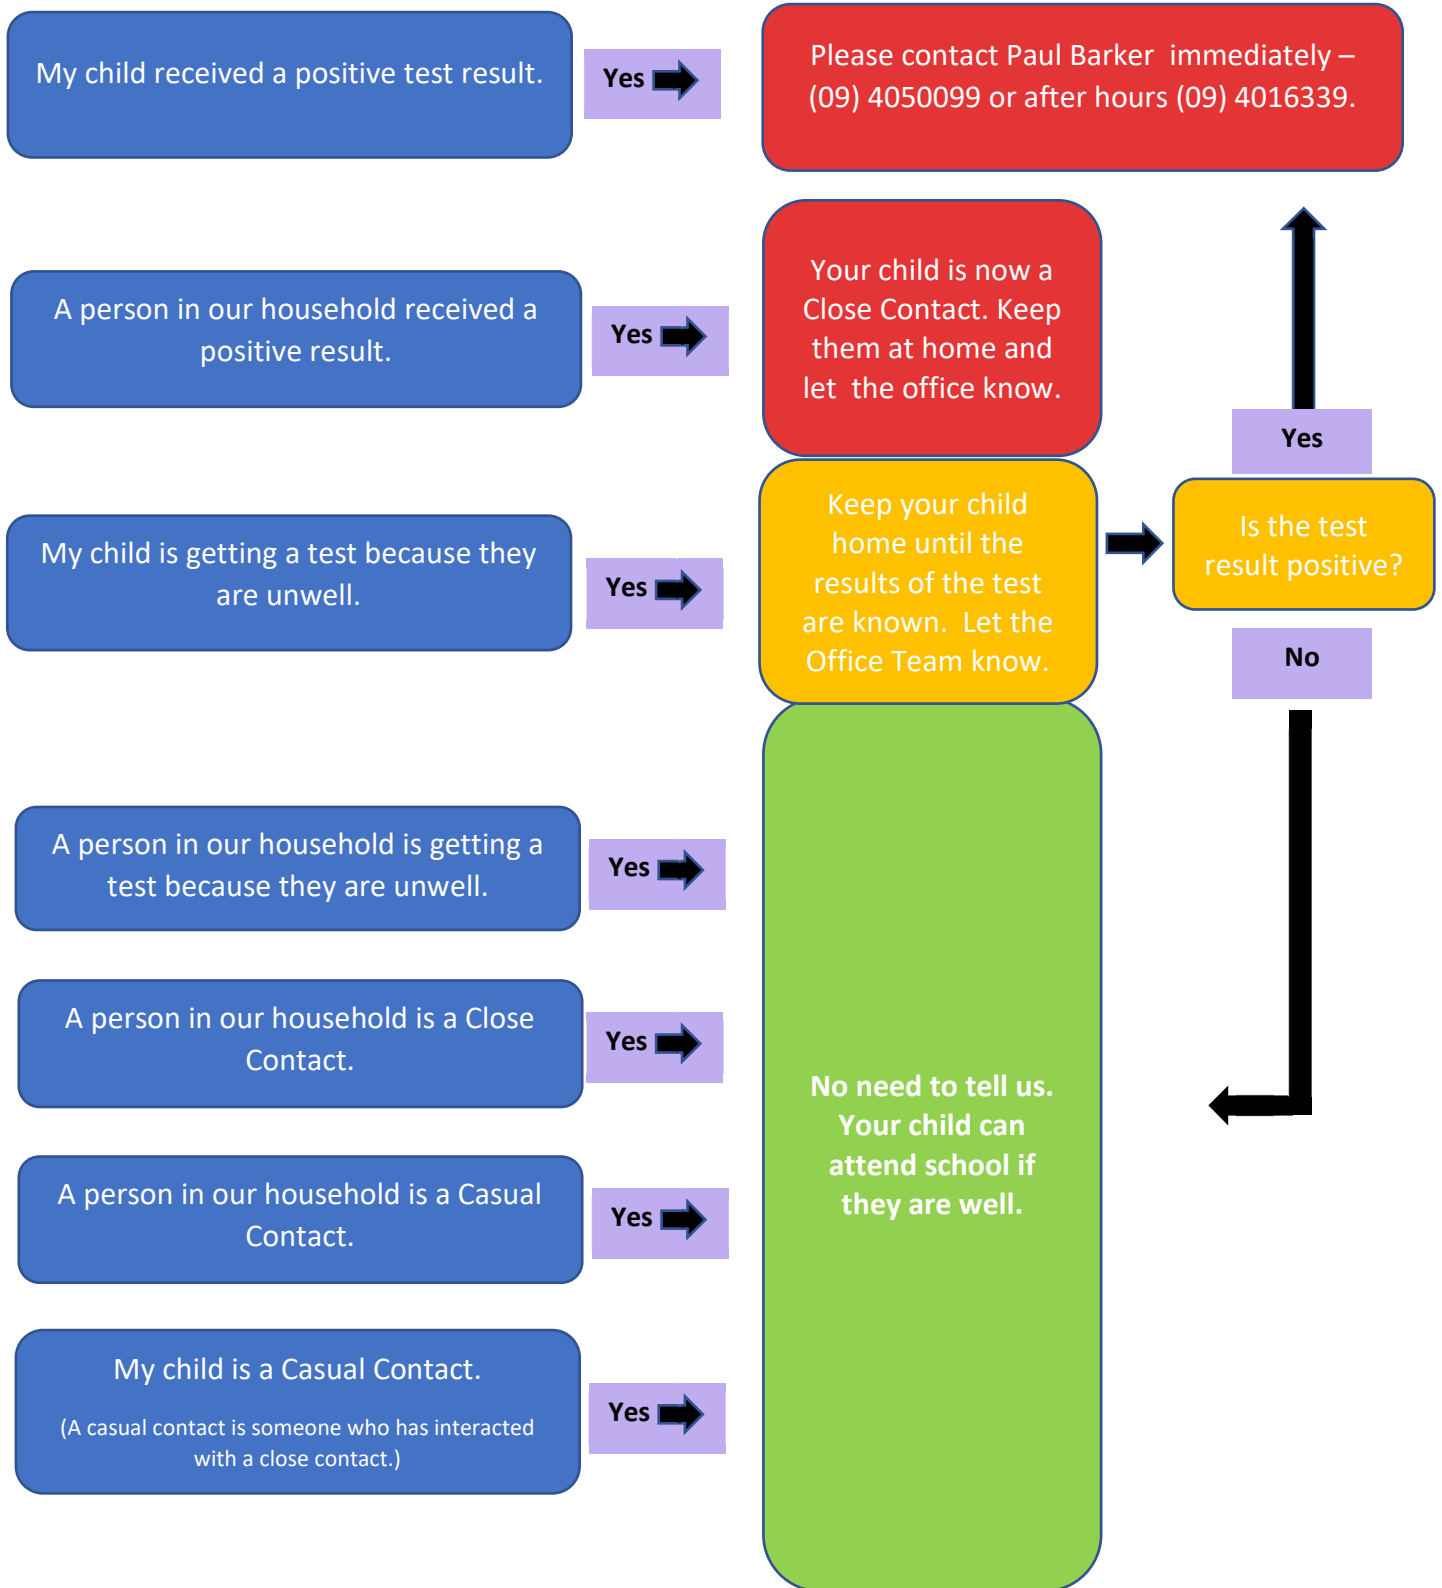 My child received a positive test result.
Yes
Please contact Paul Barker  immediately –
(09) 4050099 or after hours (09) 4016339.
A person in our household received a
positive result.
Yes
Your child is now a
Close Contact. Keep
them at home and
let  the office know.
Yes
My child is getting a test because they
are unwell.
Yes
Keep your child
home until the
results of the test
are known.  Let the
Office Team know.
Is the test
result positive?
No
A person in our household is getting a
test because they are unwell.
Yes
A person in our household is a Close
Contact.
Yes
No need to tell us.
Your child can
attend school if
they are well.
A person in our household is a Casual
Contact.
Yes
My child is a Casual Contact.
(A casual contact is someone who has interacted
with a close contact.)
Yes